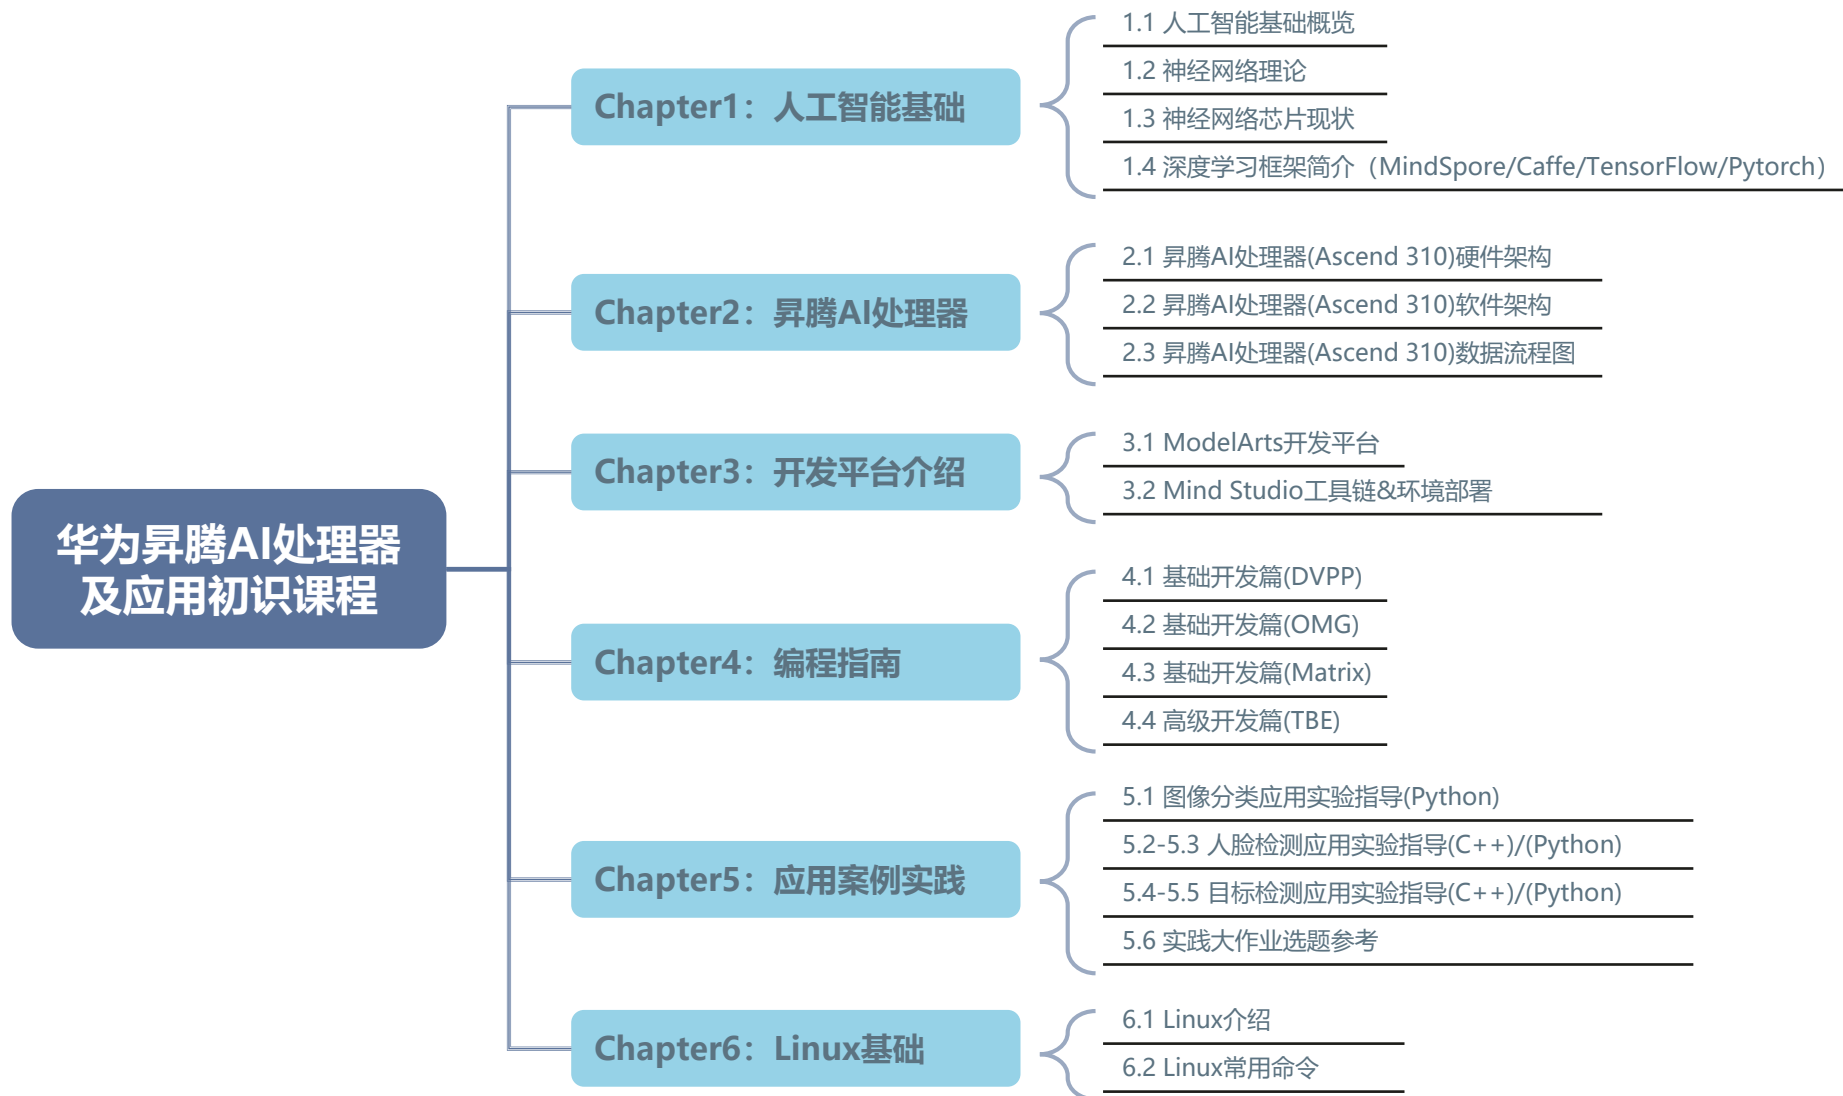 华为昇腾AI处理器
及应用初识课程
Chapter1：人工智能基础
1.1 人工智能基础概览
1.2 神经网络理论
1.3 神经网络芯片现状
1.4 深度学习框架简介（MindSpore/Caffe/TensorFlow/Pytorch）
Chapter2：昇腾AI处理器
2.1 昇腾AI处理器(Ascend 310)硬件架构
2.2 昇腾AI处理器(Ascend 310)软件架构
2.3 昇腾AI处理器(Ascend 310)数据流程图
Chapter3：开发平台介绍
3.1 ModelArts开发平台
3.2 Mind Studio工具链&环境部署
Chapter4：编程指南
4.1 基础开发篇(DVPP)
4.2 基础开发篇(OMG)
4.3 基础开发篇(Matrix)
4.4 高级开发篇(TBE)
Chapter5：应用案例实践
5.1 图像分类应用实验指导(Python)
5.2-5.3 人脸检测应用实验指导(C++)/(Python)
5.4-5.5 目标检测应用实验指导(C++)/(Python)
5.6 实践大作业选题参考
Chapter6：Linux基础
6.1 Linux介绍
6.2 Linux常用命令